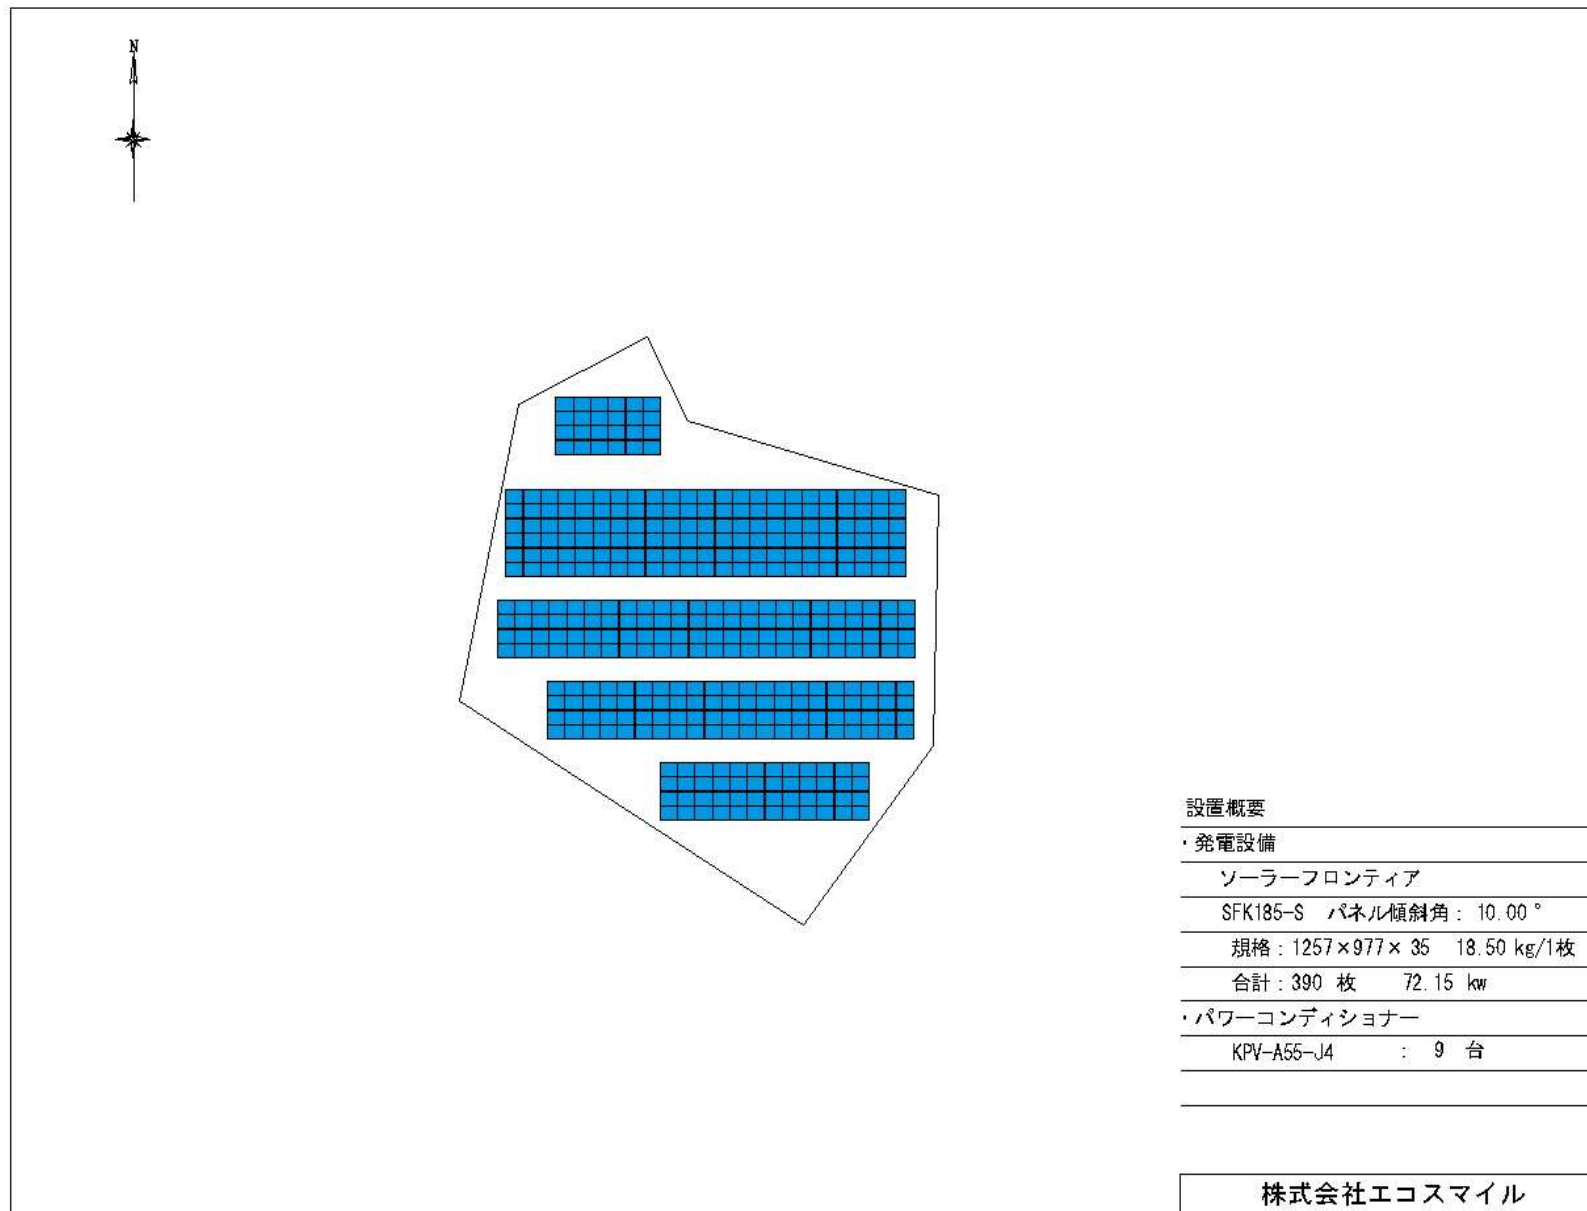 N
設置概要
・発電設備
ソーラーフロンティア
SFK185-S パネル傾斜角：10.00°
規格：1257×977×35 18.50 kg/1枚
合計：390 枚 72.15 kw
・パワーコンディショナー
KPV-A55-J4 ： 9 台
株式会社エコスマイル